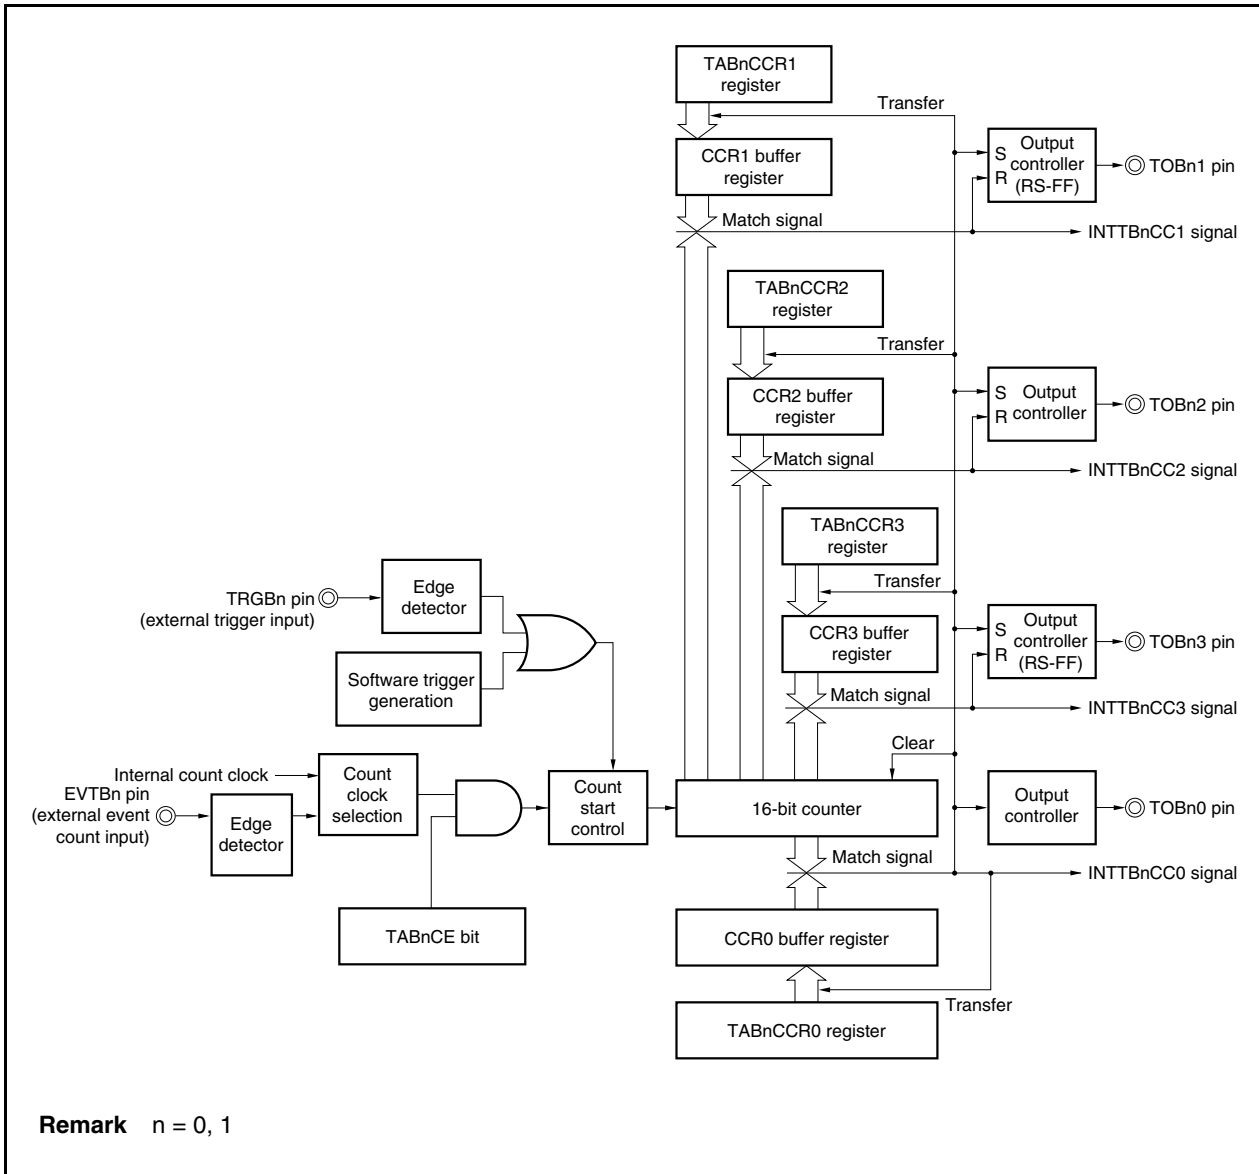 TABnCCR1
register
Transfer
CCR1 buffer
register
S
R
Output
controller
(RS-FF)
TOBn1 pin
Match signal
INTTBnCC1 signal
TABnCCR2
register
Transfer
CCR2 buffer
register
S
R
Output
controller
TOBn2 pin
Match signal
INTTBnCC2 signal
TABnCCR3
register
Transfer
CCR3 buffer
register
S
R
Output
controller
(RS-FF)
TOBn3 pin
Match signal
INTTBnCC3 signal
TRGBn pin
(external trigger input)
Edge
detector
Software trigger
generation
Clear
Internal count clock
EVTBn pin
(external event
count input)
Edge
detector
Count
clock
selection
Count
start
control
16-bit counter
Output
controller
TOBn0 pin
Match signal
INTTBnCC0 signal
TABnCE bit
CCR0 buffer register
Transfer
TABnCCR0 register
Remark n = 0, 1